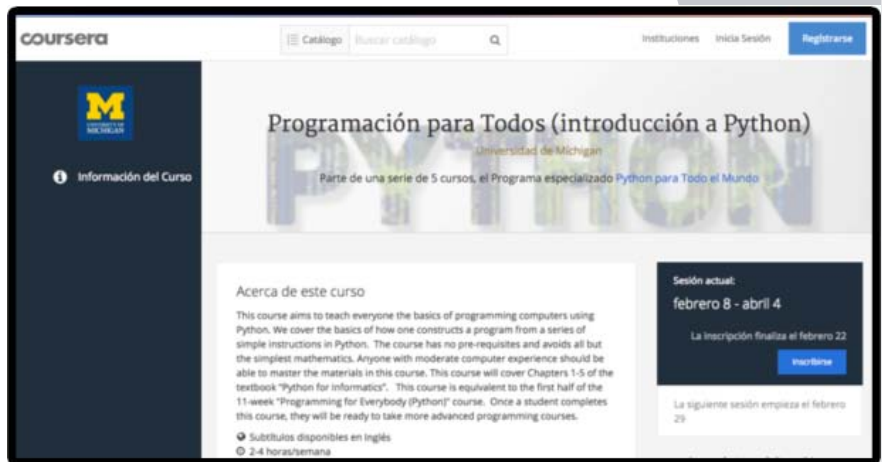 coursera
Catálogo Buscar catálogo
Instituciones Inicia Sesión Registrarse
M
UNIVERSITY OF
MICHIGAN
Información del Curso
PYTHON
Programación para Todos (introducción a Python)
Universidad de Michigan
Parte de una serie de 5 cursos, el Programa especializado Python para Todo el Mundo
Acerca de este curso
This course aims to teach everyone the basics of programming computers using
Python. We cover the basics of how one constructs a program from a series of
simple instructions in Python. The course has no pre-requisites and avoids all but
the simplest mathematics. Anyone with moderate computer experience should be
able to master the materials in this course. This course will cover Chapters 1-5 of the
textbook "Python for Informatics". This course is equivalent to the first half of the
11-week "Programming for Everybody (Python)" course. Once a student completes
this course, they will be ready to take more advanced programming courses.
Subtítulos disponibles en Inglés
2-4 horas/semana
Sesión actual:
febrero 8 - abril 4
La inscripción finaliza el febrero 22
Inscribirse
La siguiente sesión empieza el febrero
29